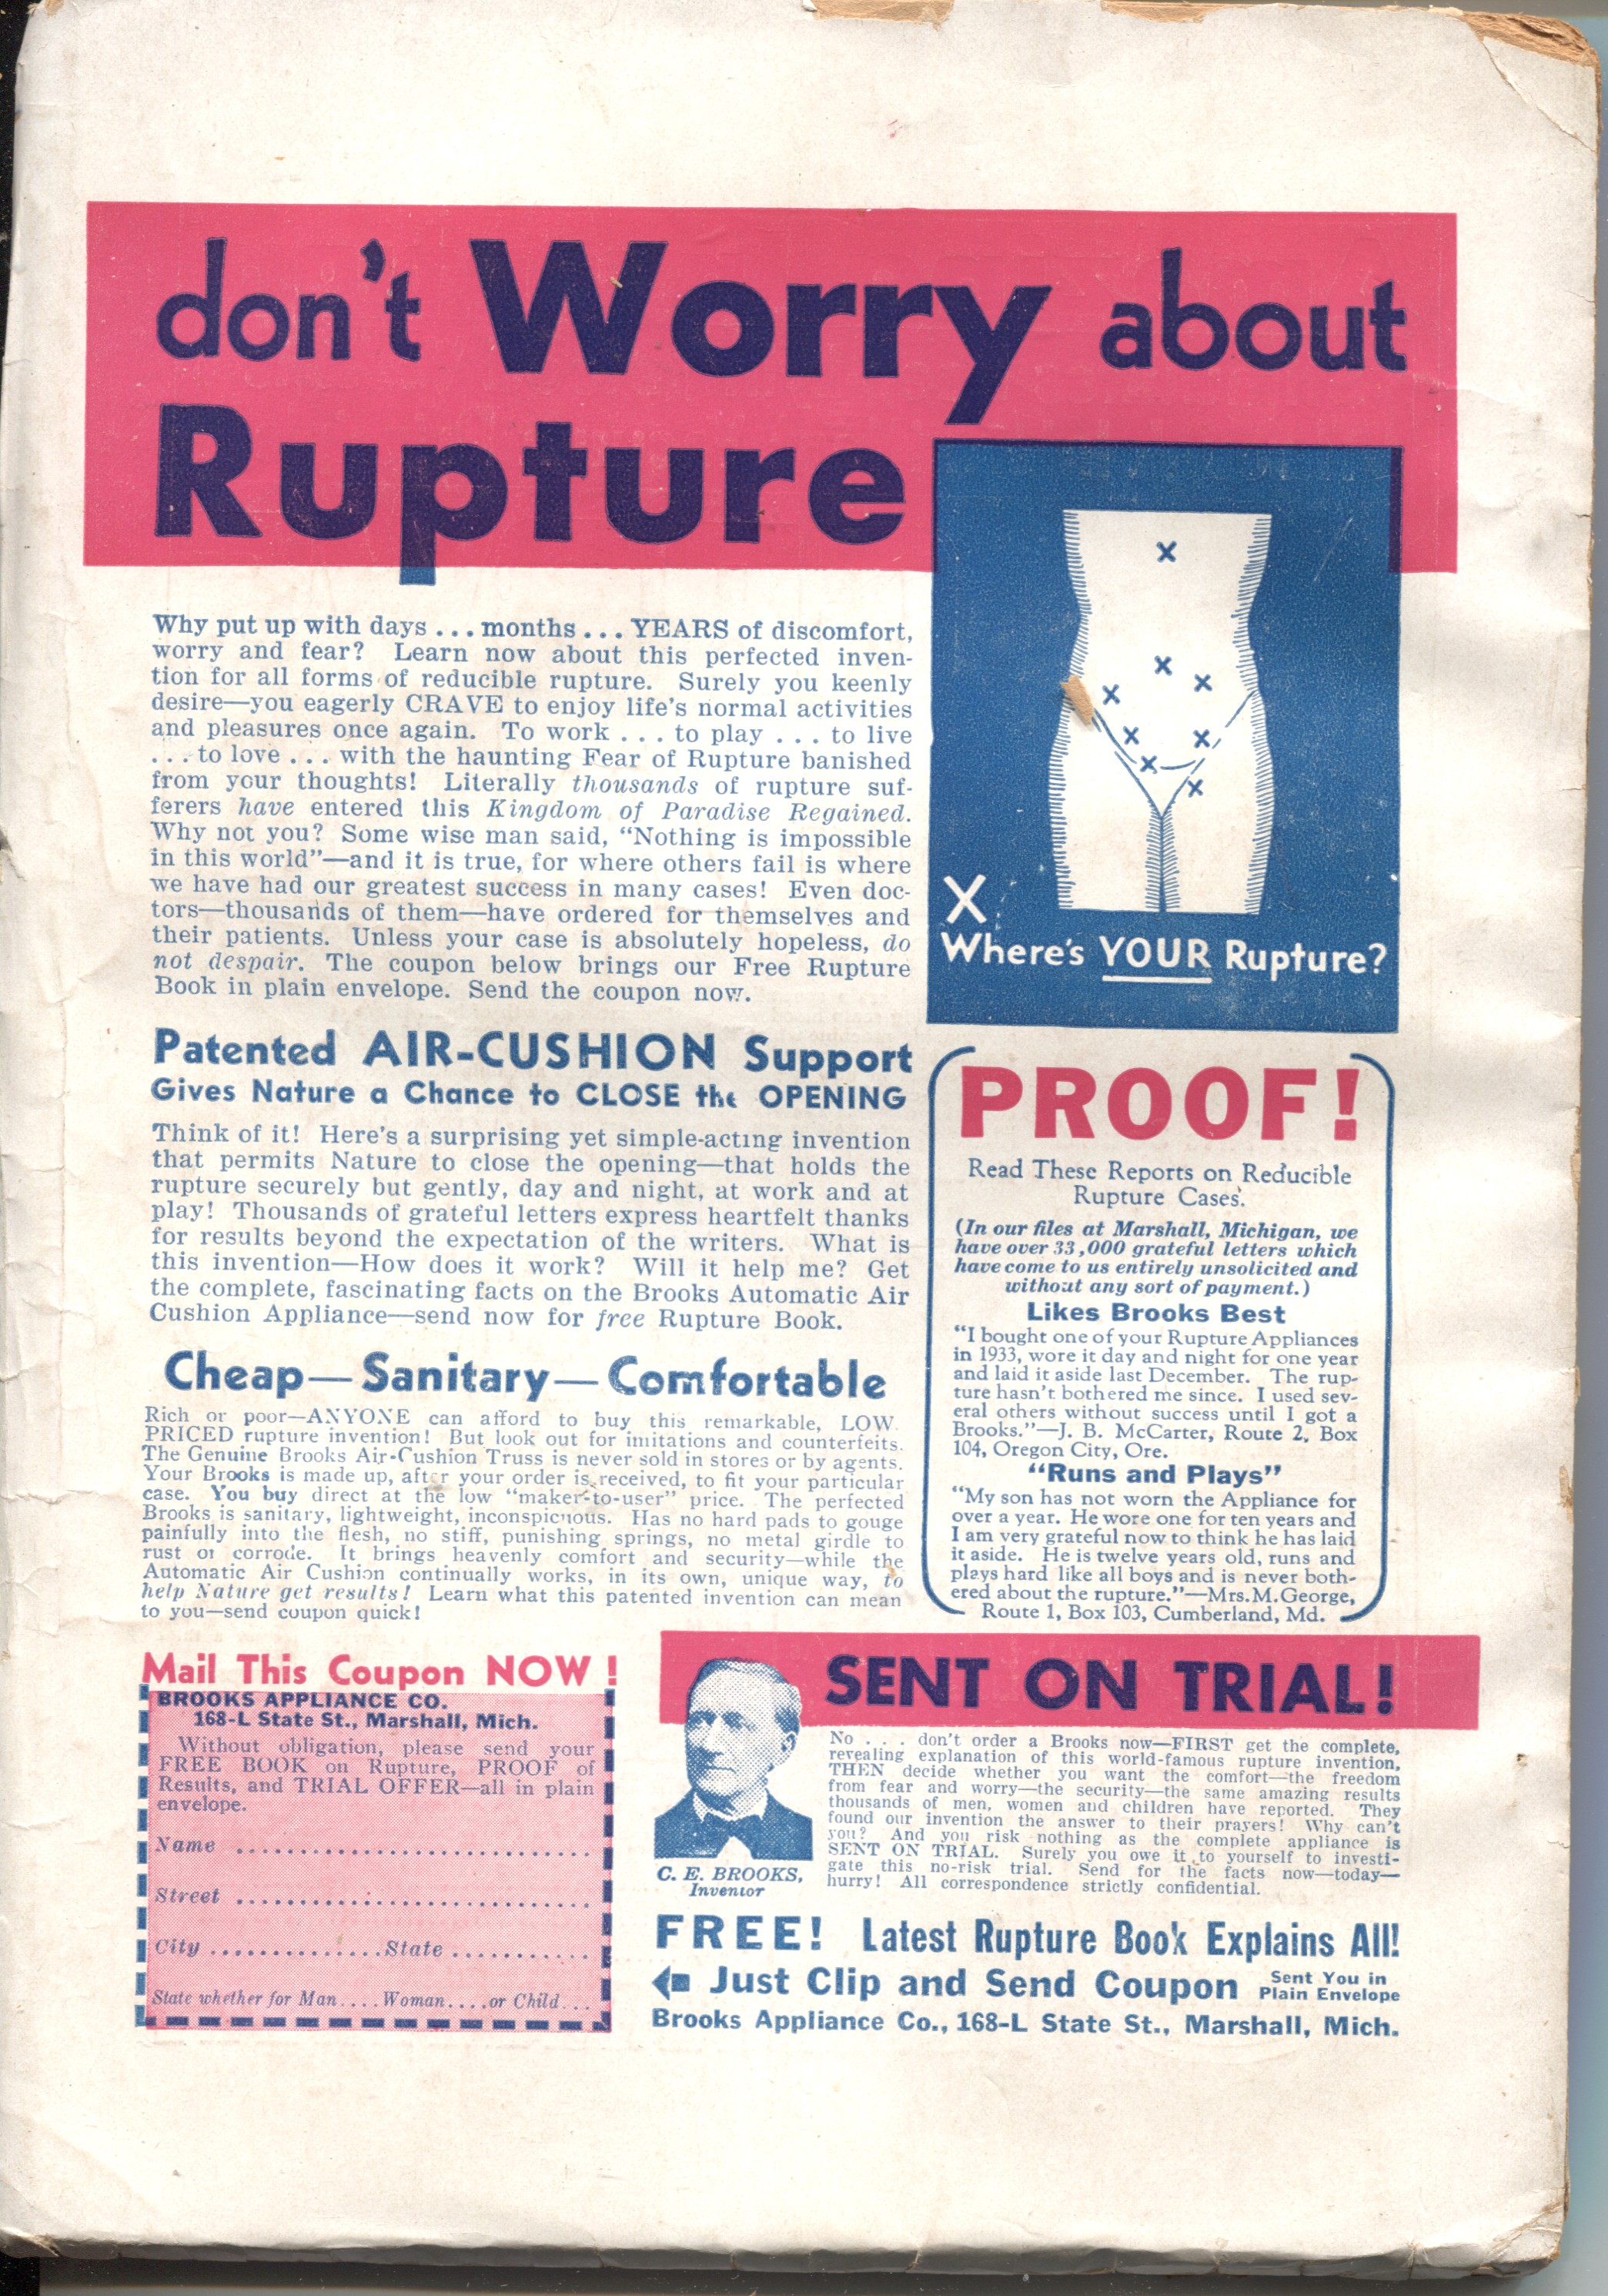 don't Worry about
Rupture
Why put up with days ... months ... YEARS of discomfort,
worry and fear? Learn now about this perfected inven-
tion for all forms of reducible rupture. Surely you keenly
desire—you eagerly CRAVE to enjoy life's normal activities
and pleasures once again. To work . . . to play . . . to live
. . . to love . . . with the haunting Fear of Rupture banished
from your thoughts! Literally thousands of rupture suf-
ferers have entered this Kingdom of Paradise Regained.
Why not you? Some wise man said, "Nothing is impossible
in this world"—and it is true, for where others fail is where
we have had our greatest success in many cases! Even doc-
tors—thousands of them—have ordered for themselves and
their patients. Unless your case is absolutely hopeless, do
not despair. The coupon below brings our Free Rupture
Book in plain envelope. Send the coupon now.
X
Where's YOUR Rupture?
Patented AIR-CUSHION Support
Gives Nature a Chance to CLOSE the OPENING
Think of it! Here's a surprising yet simple-acting invention
that permits Nature to close the opening—that holds the
rupture securely but gently, day and night, at work and at
play! Thousands of grateful letters express heartfelt thanks
for results beyond the expectation of the writers. What is
this invention—How does it work? Will it help me? Get
the complete, fascinating facts on the Brooks Automatic Air
Cushion Appliance—send now for free Rupture Book.
Cheap—Sanitary—Comfortable
Rich or poor—ANYONE can afford to buy this remarkable, LOW
PRICED rupture invention! But look out for imitations and counterfeits.
The Genuine Brooks Air-Cushion Truss is never sold in stores or by agents.
Your Brooks is made up, after your order is received, to fit your particular
case. You buy direct at the low "maker-to-user" price. The perfected
Brooks is sanitary, lightweight, inconspicuous. Has no hard pads to gouge
painfully into the flesh, no stiff, punishing springs, no metal girdle to
rust or corrode. It brings heavenly comfort and security—while the
Automatic Air Cushion continually works, in its own, unique way, to
help Nature get results! Learn what this patented invention can mean
to you—send coupon quick!
PROOF!
Read These Reports on Reducible
Rupture Cases.
(In our files at Marshall, Michigan, we
have over 33,000 grateful letters which
have come to us entirely unsolicited and
without any sort of payment.)
Likes Brooks Best
"I bought one of your Rupture Appliances
in 1933, wore it day and night for one year
and laid it aside last December. The rup-
ture hasn't bothered me since. I used sev-
eral others without success until I got a
Brooks."—J. B. McCarter, Route 2, Box
104, Oregon City, Ore.
"Runs and Plays"
"My son has not worn the Appliance for
over a year. He wore one for ten years and
I am very grateful now to think he has laid
it aside. He is twelve years old, runs and
plays hard like all boys and is never both-
ered about the rupture."—Mrs. M. George,
Route 1, Box 103, Cumberland, Md.
Mail This Coupon NOW!
BROOKS APPLIANCE CO.
168-L State St., Marshall, Mich.
Without obligation, please send your
FREE BOOK on Rupture, PROOF of
Results, and TRIAL OFFER—all in plain
envelope.
Name ..............................
Street ..............................
City ...............State ............
State whether for Man....Woman....or Child...
C. E. BROOKS,
Inventor
SENT ON TRIAL!
No . . . don't order a Brooks now—FIRST get the complete,
revealing explanation of this world-famous rupture invention,
THEN decide whether you want the comfort—the freedom
from fear and worry—the security—the same amazing results
thousands of men, women and children have reported. They
found our invention the answer to their prayers! Why can't
you? And you risk nothing as the complete appliance is
SENT ON TRIAL. Surely you owe it to yourself to investi-
gate this no-risk trial. Send for the facts now—today—
hurry! All correspondence strictly confidential.
FREE! Latest Rupture Book Explains All!
Just Clip and Send Coupon Sent You in
Plain Envelope
Brooks Appliance Co., 168-L State St., Marshall, Mich.